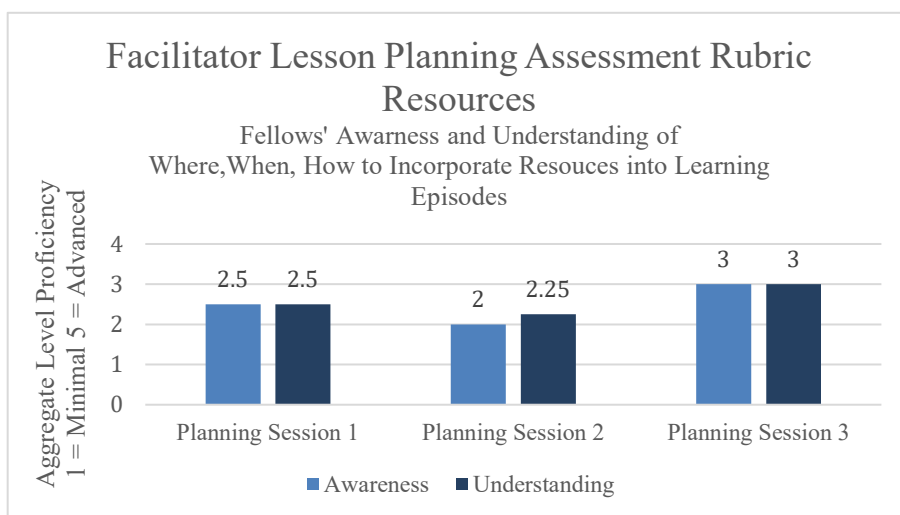 Facilitator Lesson Planning Assessment Rubric
Resources
Fellows' Awarness and Understanding of
Where,When, How to Incorporate Resouces into Learning
Episodes
Aggregate Level Proficiency
1 = Minimal 5 = Advanced
4
3
2
1
0
2.5
2.5
2
2.25
3
3
Planning Session 1
Planning Session 2
Planning Session 3
Awareness
Understanding